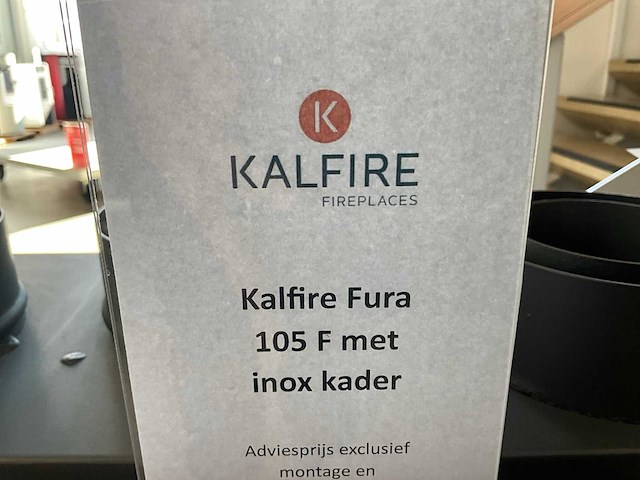 K
KALFIRE
FIREPLACES
Kalfire Fura
105 F met
inox kader
Adviesprijs exclusief
montage en